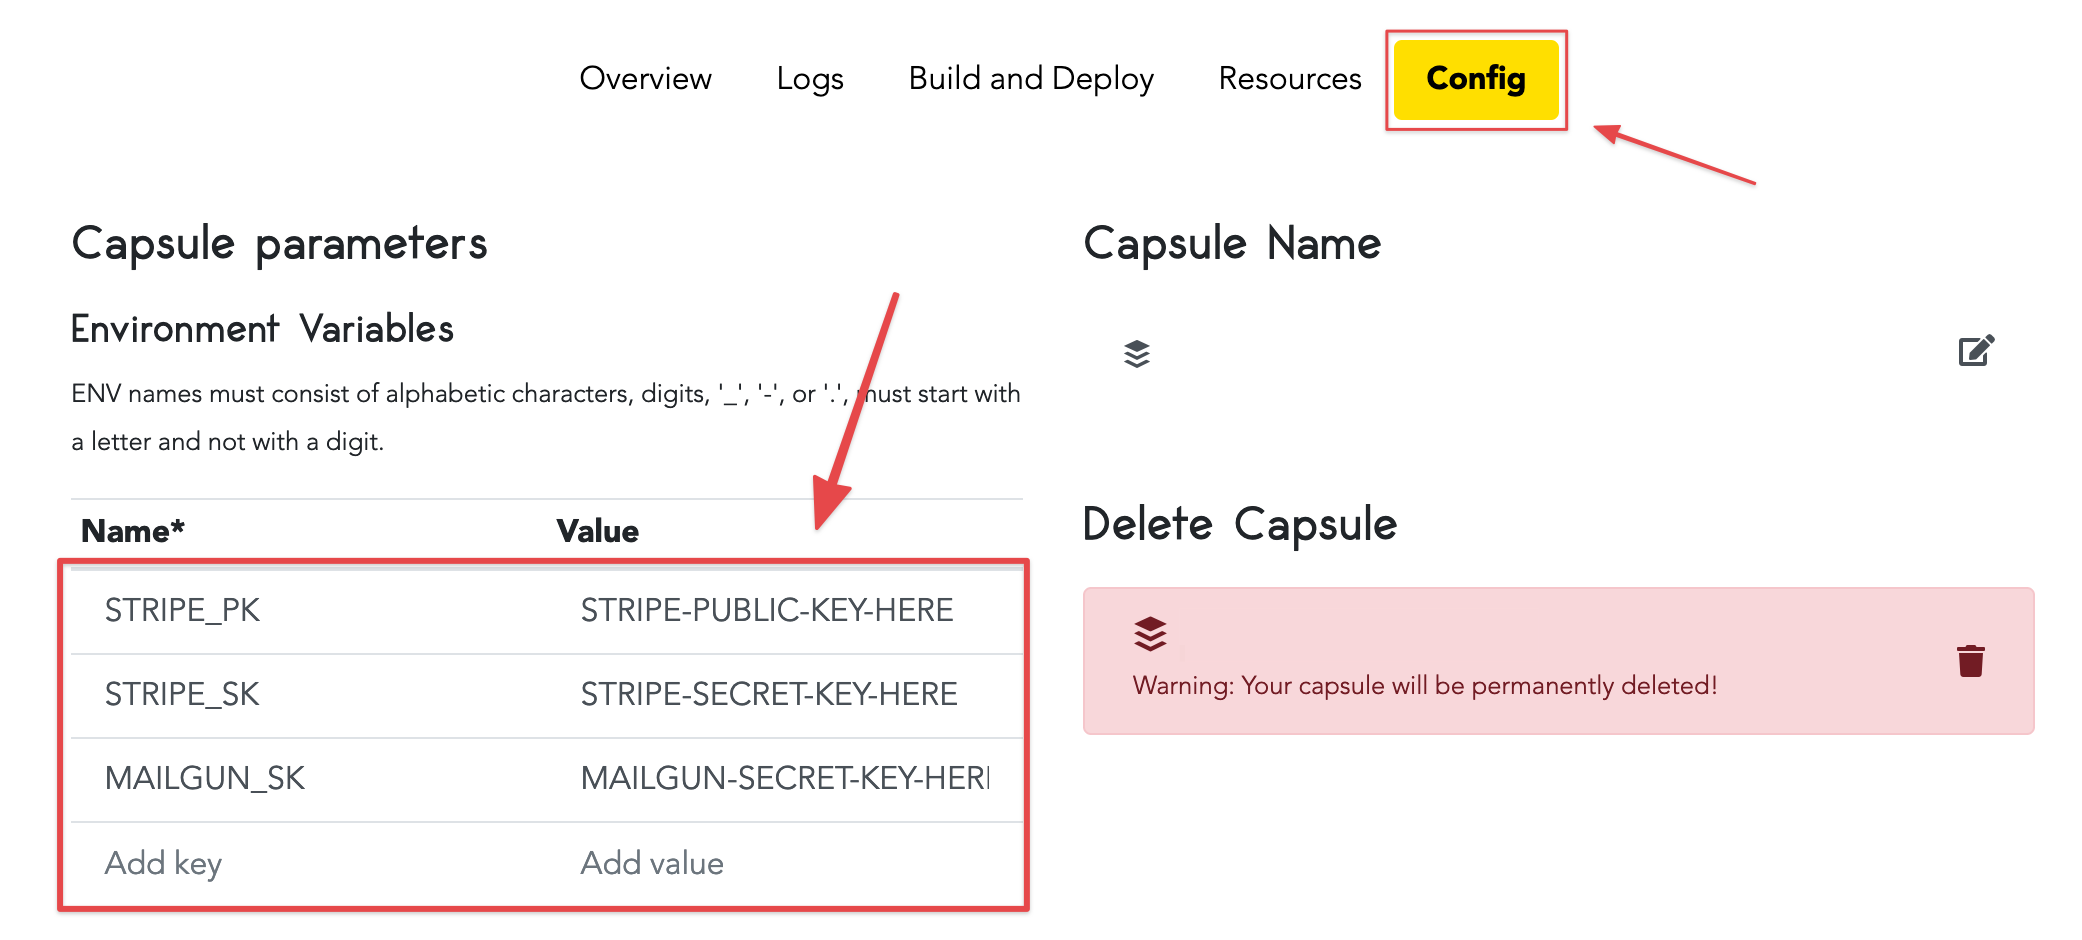 Overview
Logs
Build and Deploy
Resources
Config
Capsule parameters
Environment Variables
ENV names must consist of alphabetic characters, digits, '_', '-', or '.', must start with
a letter and not with a digit.
Name* Value
STRIPE_PK STRIPE-PUBLIC-KEY-HERE
STRIPE_SK STRIPE-SECRET-KEY-HERE
MAILGUN_SK MAILGUN-SECRET-KEY-HERE
Add key Add value
Capsule Name
Delete Capsule
Warning: Your capsule will be permanently deleted!